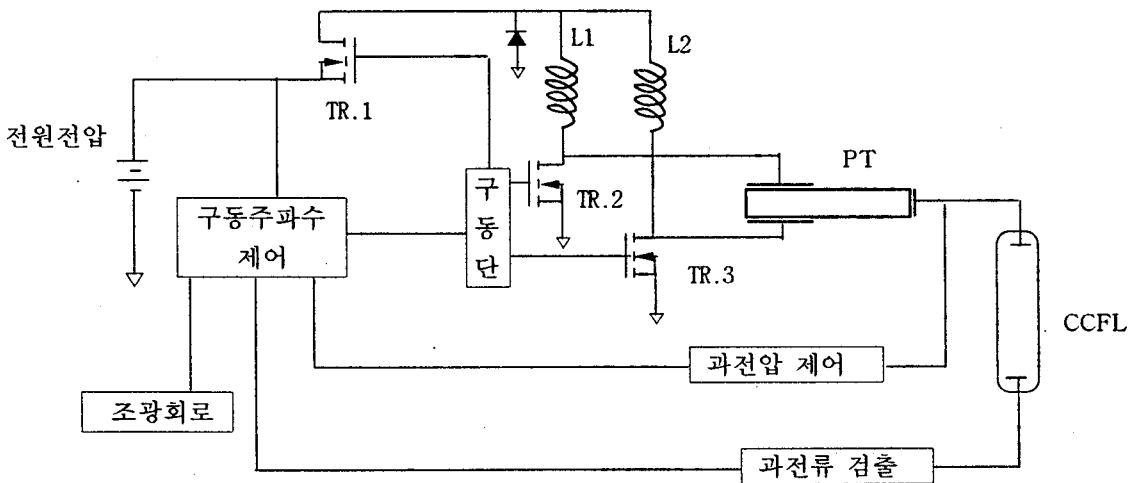 L1
L2
TR.1
전원전압
PT
구
동
단
TR.2
구동주파수
제어
TR.3
CCFL
과전압 제어
조광회로
과전류 검출